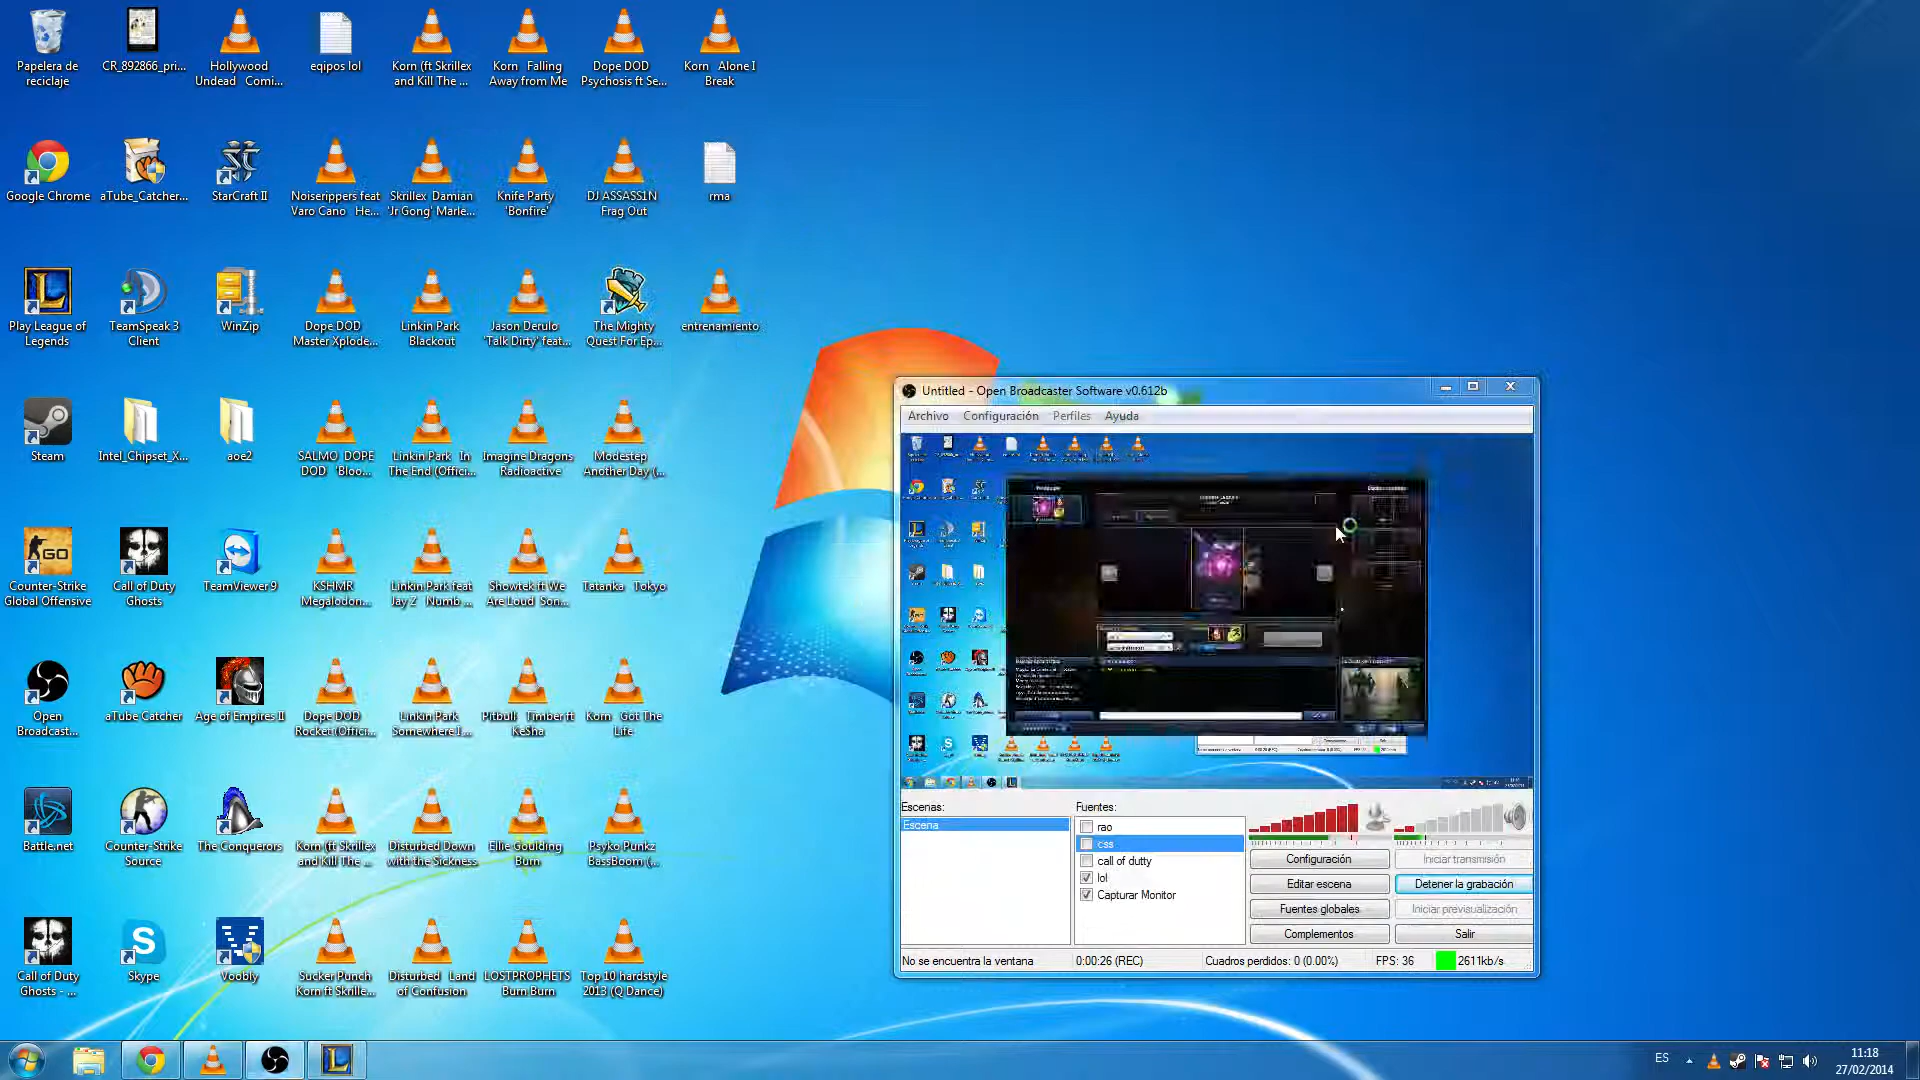 Papelera de
reciclaje
CR_892866_pri...
Hollywood
Undead Comi...
eqipos lol
Korn (ft Skrillex
and Kill The ...
Korn Falling
Away from Me
Dope DOD
Psychosis ft Se...
Korn Alone I
Break
Google Chrome
aTube_Catcher...
StarCraft II
Noiserippers feat
Varo Cano He...
Skrillex Damian
'Jr Gong' Marle...
Knife Party
'Bonfire'
DJ ASSASS1N
Frag Out
rma
Play League of
Legends
TeamSpeak 3
Client
WinZip
Dope DOD
Master Xplode...
Linkin Park
Blackout
Jason Derulo
'Talk Dirty' feat...
The Mighty
Quest For Ep...
entrenamiento
Steam
Intel_Chipset_X...
aoe2
SALMO DOPE
DOD 'Bloo...
Linkin Park In
The End (Offici...
Imagine Dragons
Radioactive
Modestep
Another Day (...
Counter-Strike
Global Offensive
Call of Duty
Ghosts
TeamViewer 9
KSHMR
Megalodon...
Linkin Park feat
Jay Z Numb ...
Showtek ft We
Are Loud Son...
Tatanka Tokyo
Open
Broadcast...
aTube Catcher
Age of Empires II
Dope DOD
Rocket (Offici...
Linkin Park
Somewhere I...
Pitbull Timber ft
Ke$ha
Korn Got The
Life
Battle.net
Counter-Strike
Source
The Conquerors
Korn (ft Skrillex
and Kill The ...
Disturbed Down
with the Sickness
Ellie Goulding
Burn
Psyko Punkz
BassBoom (...
Call of Duty
Ghosts - ...
Skype
Voobly
Sucker Punch
Korn ft Skrille...
Disturbed Land
of Confusion
LOSTPROPHETS
Burn Burn
Top 10 hardstyle
2013 (Q Dance)
Untitled - Open Broadcaster Software v0.612b
Archivo Configuración Perfiles Ayuda
Escenas:
Escena
Fuentes:
rao
css
call of dutty
lol
Capturar Monitor
Configuración
Iniciar transmisión
Editar escena
Detener la grabación
Fuentes globales
Iniciar previsualización
Complementos
Salir
No se encuentra la ventana
0:00:26 (REC)
Cuadros perdidos: 0 (0.00%)
FPS: 36
2611kb/s
ES
11:18
27/02/2014